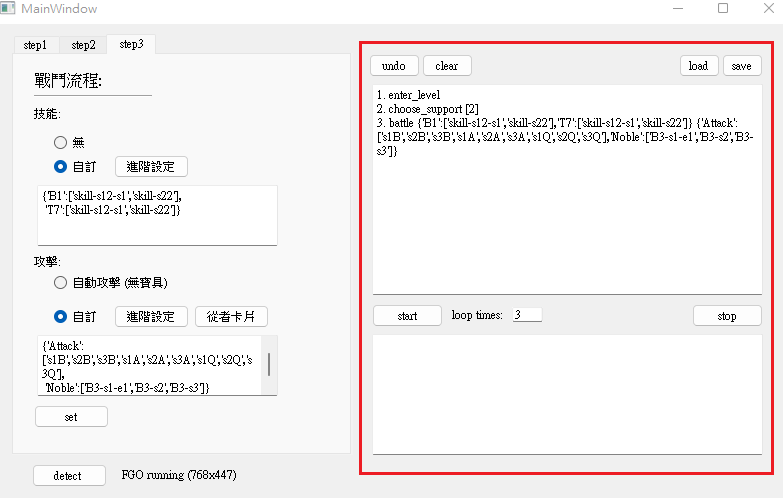 MainWindow
step1 step2 step3
戰鬥流程:
技能:
無
自訂 進階設定
{'B1':['skill-s12-s1','skill-s22'],
'T7':['skill-s12-s1','skill-s22']}
攻擊:
自動攻擊 (無寶具)
自訂 進階設定 從者卡片
{'Attack':
['s1B','s2B','s3B','s1A','s2A','s3A','s1Q','s2Q','s
3Q'],
'Noble':['B3-s1-e1','B3-s2','B3-s3']}
set
detect FGO running (768x447)
undo clear load save
1. enter_level
2. choose_support [2]
3. battle {'B1':['skill-s12-s1','skill-s22'],'T7':['skill-s12-s1','skill-s22']} {'Attack':
['s1B','s2B','s3B','s1A','s2A','s3A','s1Q','s2Q','s3Q'],'Noble':['B3-s1-e1','B3-s2','B3-
s3']}
start loop times: 3 stop